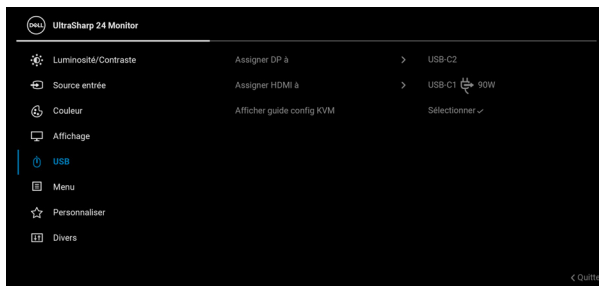 DELL UltraSharp 24 Monitor
Luminosité/Contraste Assigner DP à > USB-C2
Source entrée Assigner HDMI à > USB-C1 90W
Couleur Afficher guide config KVM Sélectionner ✓
Affichage
USB
Menu
Personnaliser
Divers
< Quitte